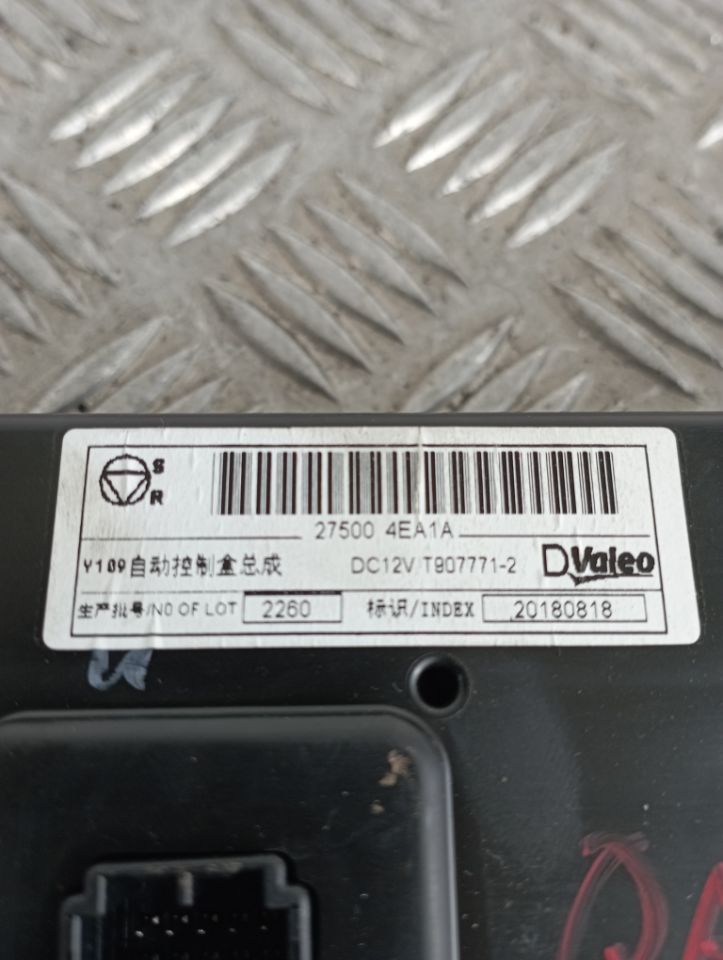 S
R
27500 4EA1A
Y109自动控制盒总成 DC12V/T907771-2 Valeo
生产批号/NO OF LOT 2260 标识/INDEX 20180818